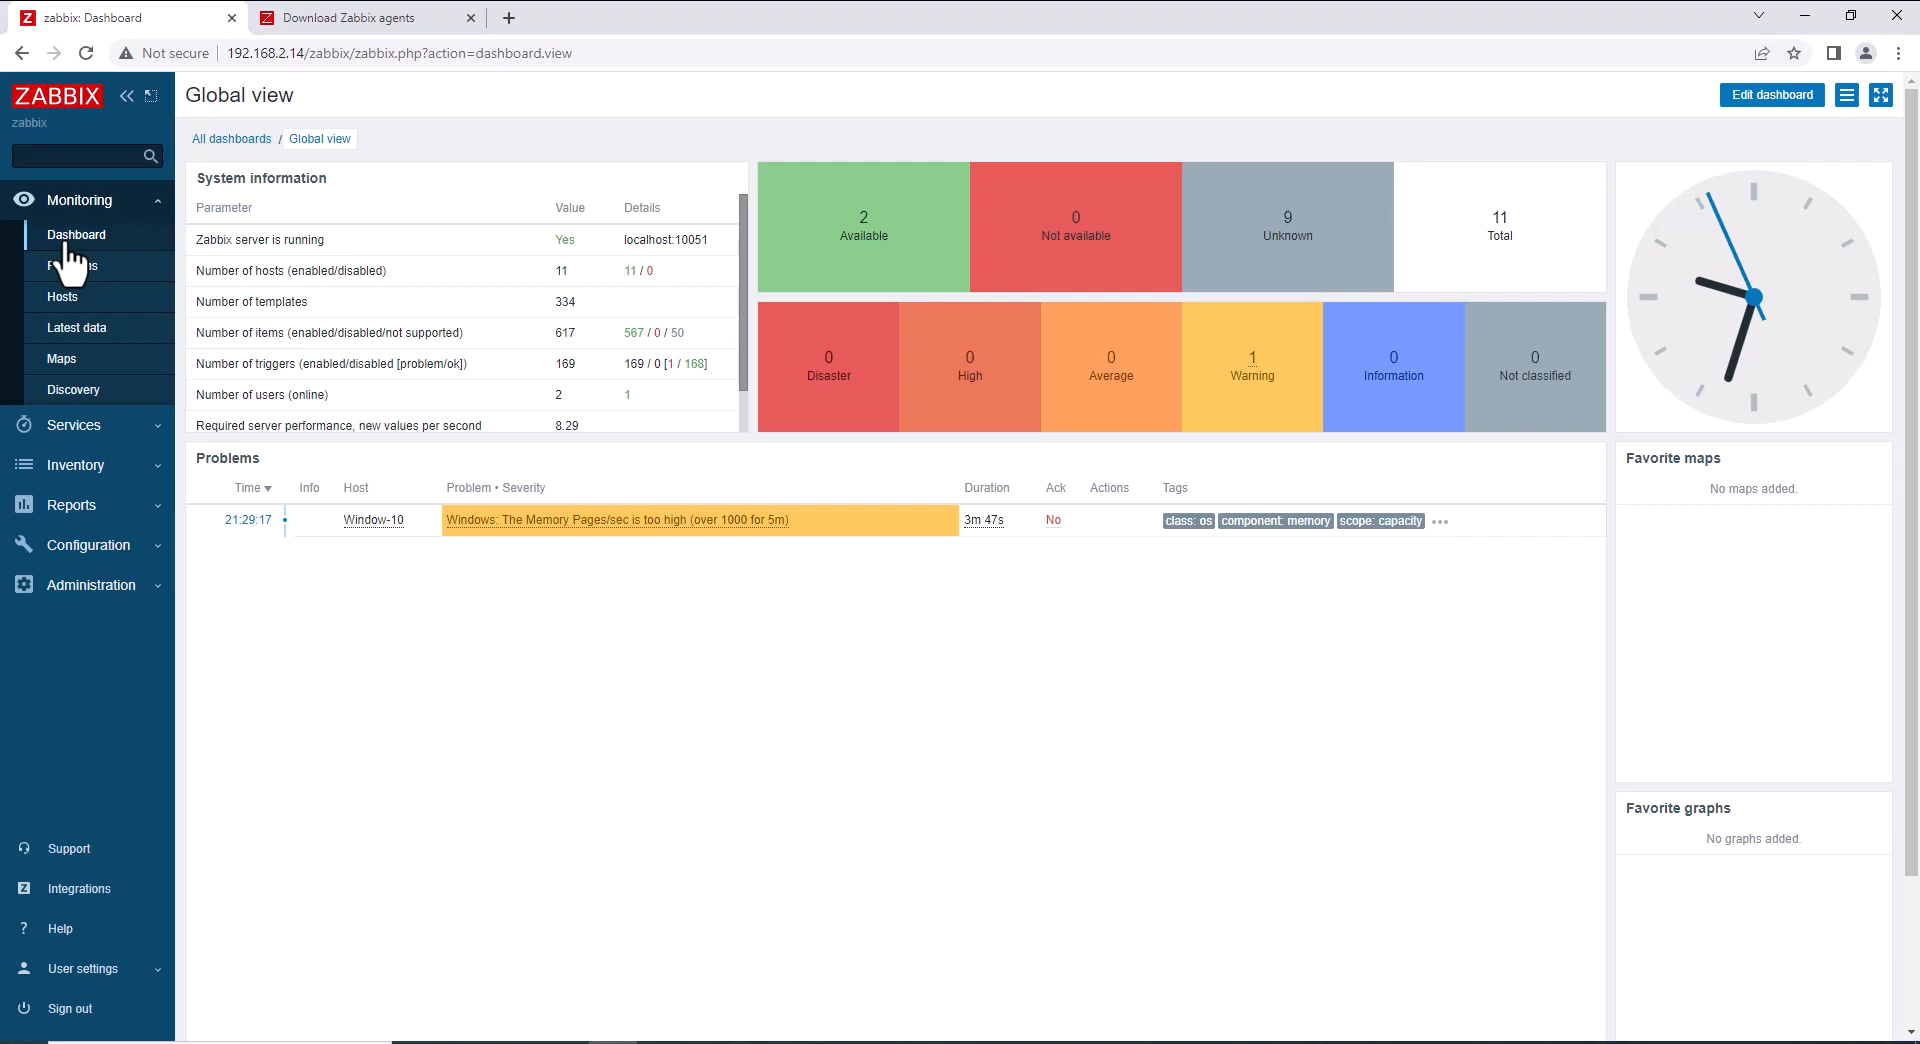 zabbix: Dashboard
Download Zabbix agents
Not secure
192.168.2.14/zabbix/zabbix.php?action=dashboard.view
ZABBIX
zabbix
Monitoring
Dashboard
Hosts
Latest data
Maps
Discovery
Services
Inventory
Reports
Configuration
Administration
Support
Integrations
Help
User settings
Sign out
Global view
Edit dashboard
All dashboards / Global view
System information
Parameter Value Details
Zabbix server is running Yes localhost:10051
Number of hosts (enabled/disabled) 11 11 / 0
Number of templates 334
Number of items (enabled/disabled/not supported) 617 567 / 0 / 50
Number of triggers (enabled/disabled [problem/ok]) 169 169 / 0 [1 / 168]
Number of users (online) 2 1
Required server performance, new values per second 8.29
2 Available
0 Not available
9 Unknown
11 Total
0 Disaster
0 High
0 Average
1 Warning
0 Information
0 Not classified
Problems
Time Info Host Problem • Severity Duration Ack Actions Tags
21:29:17 Window-10 Windows: The Memory Pages/sec is too high (over 1000 for 5m) 3m 47s No class: os component: memory scope: capacity
Favorite maps
No maps added.
Favorite graphs
No graphs added.